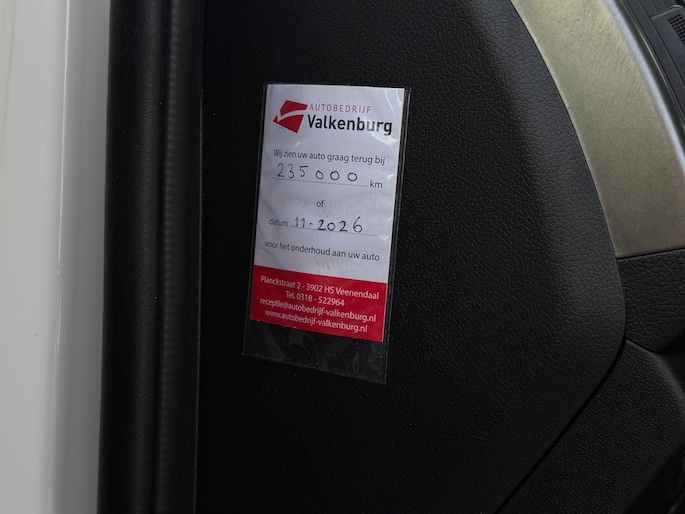 AUTOBEDRIJF
Valkenburg
Wij zien uw auto graag terug bij
235000 km
of
datum 11-2026
voor het onderhoud aan uw auto
Planckstraat 2 - 3902 HS Veenendaal
Tel. 0318 - 522964
receptie@autobedrijf-valkenburg.nl
www.autobedrijf-valkenburg.nl